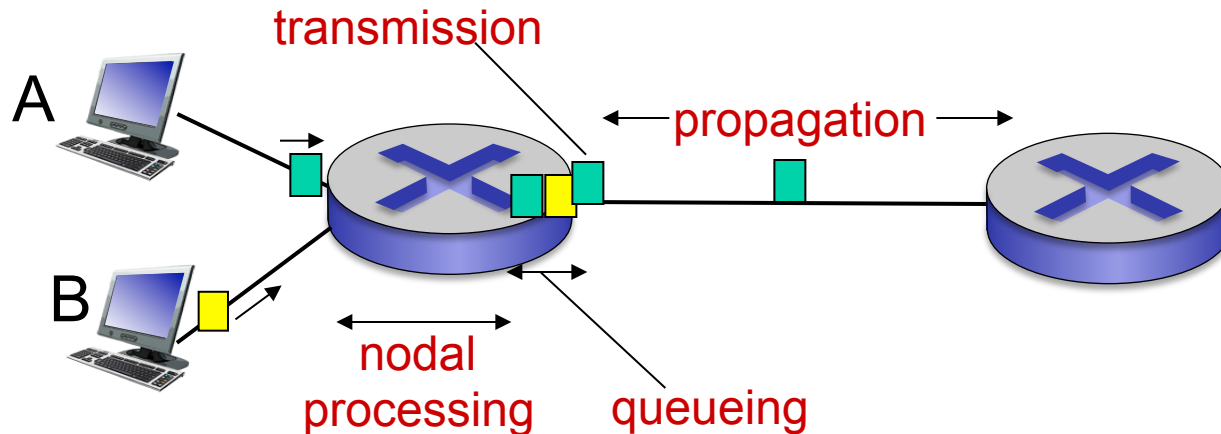 transmission
A
propagation
B
nodal
processing
queueing